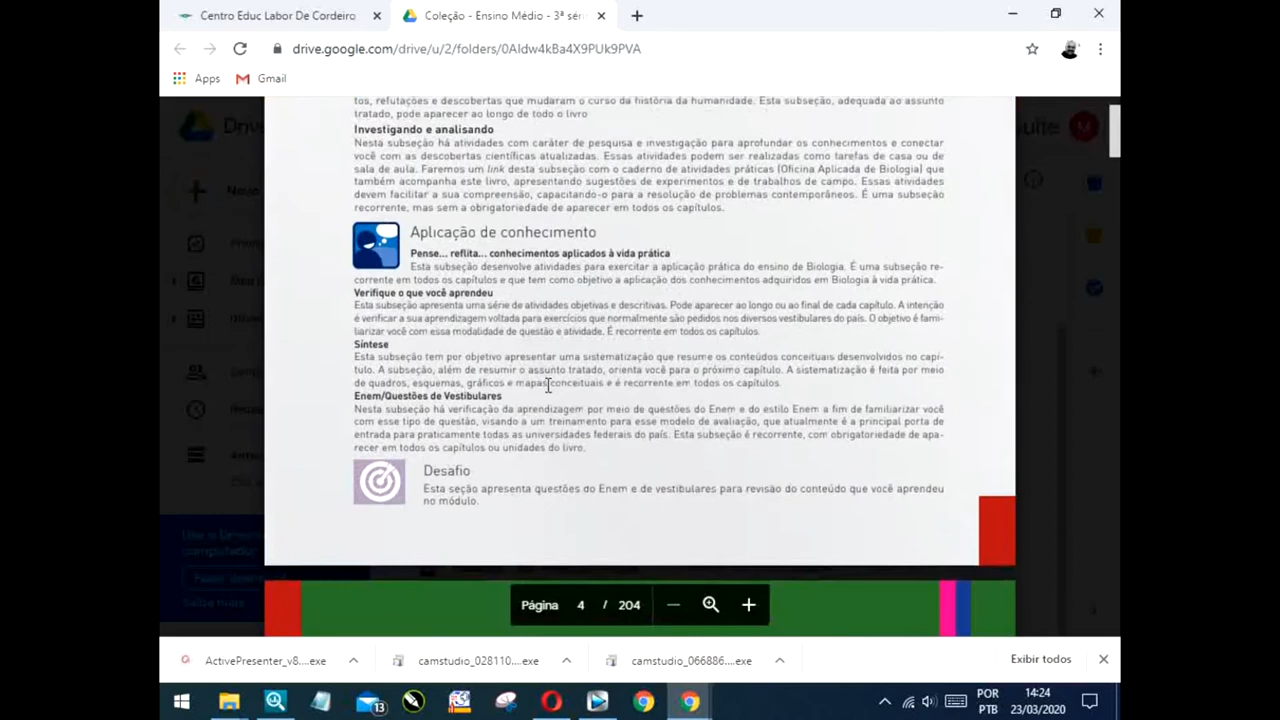 Centro Educ Labor De Cordeiro
Coleção - Ensino Médio - 3ª séri
drive.google.com/drive/u/2/folders/0AIdw4kBa4X9PUk9PVA
Apps
Gmail
tos, refutações e descobertas que mudaram o curso da história da humanidade. Esta subseção, adequada ao assunto
tratado, pode aparecer ao longo de todo o livro
Investigando e analisando
Nesta subseção há atividades com caráter de pesquisa e investigação para aprofundar os conhecimentos e conectar
você com as descobertas científicas atualizadas. Essas atividades podem ser realizadas como tarefas de casa ou de
sala de aula. Faremos um link desta subseção com o caderno de atividades práticas (Oficina Aplicada de Biologia) que
também acompanha este livro, apresentando sugestões de experimentos e de trabalhos de campo. Essas atividades
devem facilitar a sua compreensão, capacitando-o para a resolução de problemas contemporâneos. É uma subseção
recorrente, mas sem a obrigatoriedade de aparecer em todos os capítulos.
Aplicação de conhecimento
Pense... reflita... conhecimentos aplicados à vida prática
Esta subseção desenvolve atividades para exercitar a aplicação prática do ensino de Biologia. É uma subseção re-
corrente em todos os capítulos e que tem como objetivo a aplicação dos conhecimentos adquiridos em Biologia à vida prática.
Verifique o que você aprendeu
Esta subseção apresenta uma série de atividades objetivas e descritivas. Pode aparecer ao longo ou ao final de cada capítulo. A intenção
é verificar a sua aprendizagem voltada para exercícios que normalmente são pedidos nos diversos vestibulares do país. O objetivo é fami-
liarizar você com essa modalidade de questão e atividade. É recorrente em todos os capítulos.
Síntese
Esta subseção tem por objetivo apresentar uma sistematização que resume os conteúdos conceituais desenvolvidos no capí-
tulo. A subseção, além de resumir o assunto tratado, orienta você para o próximo capítulo. A sistematização é feita por meio
de quadros, esquemas, gráficos e mapas conceituais e é recorrente em todos os capítulos.
Enem/Questões de Vestibulares
Nesta subseção há verificação da aprendizagem por meio de questões do Enem e do estilo Enem a fim de familiarizar você
com esse tipo de questão, visando a um treinamento para esse modelo de avaliação, que atualmente é a principal porta de
entrada para praticamente todas as universidades federais do país. Esta subseção é recorrente, com obrigatoriedade de apa-
recer em todos os capítulos ou unidades do livro.
Desafio
Esta seção apresenta questões do Enem e de vestibulares para revisão do conteúdo que você aprendeu
no módulo.
Página 4 / 204
ActivePresenter_v8....exe
camstudio_028110....exe
camstudio_066886....exe
Exibir todos
13
POR
PTB
14:24
23/03/2020